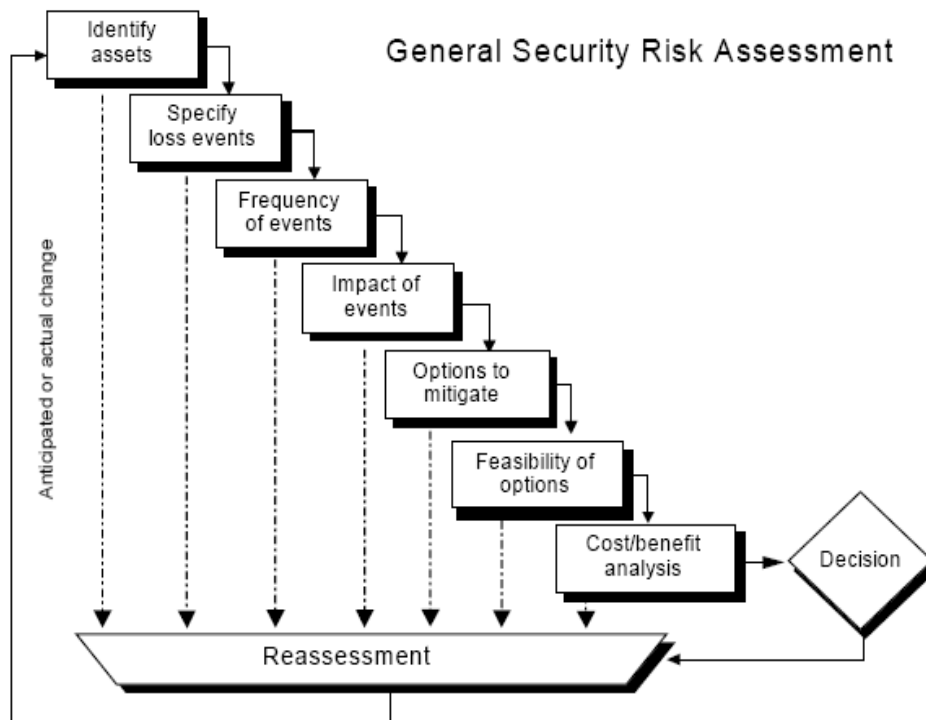 General Security Risk Assessment
Identify
assets
Specify
loss events
Frequency
of events
Impact of
events
Options to
mitigate
Feasibility of
options
Cost/benefit
analysis
Decision
Anticipated or actual change
Reassessment